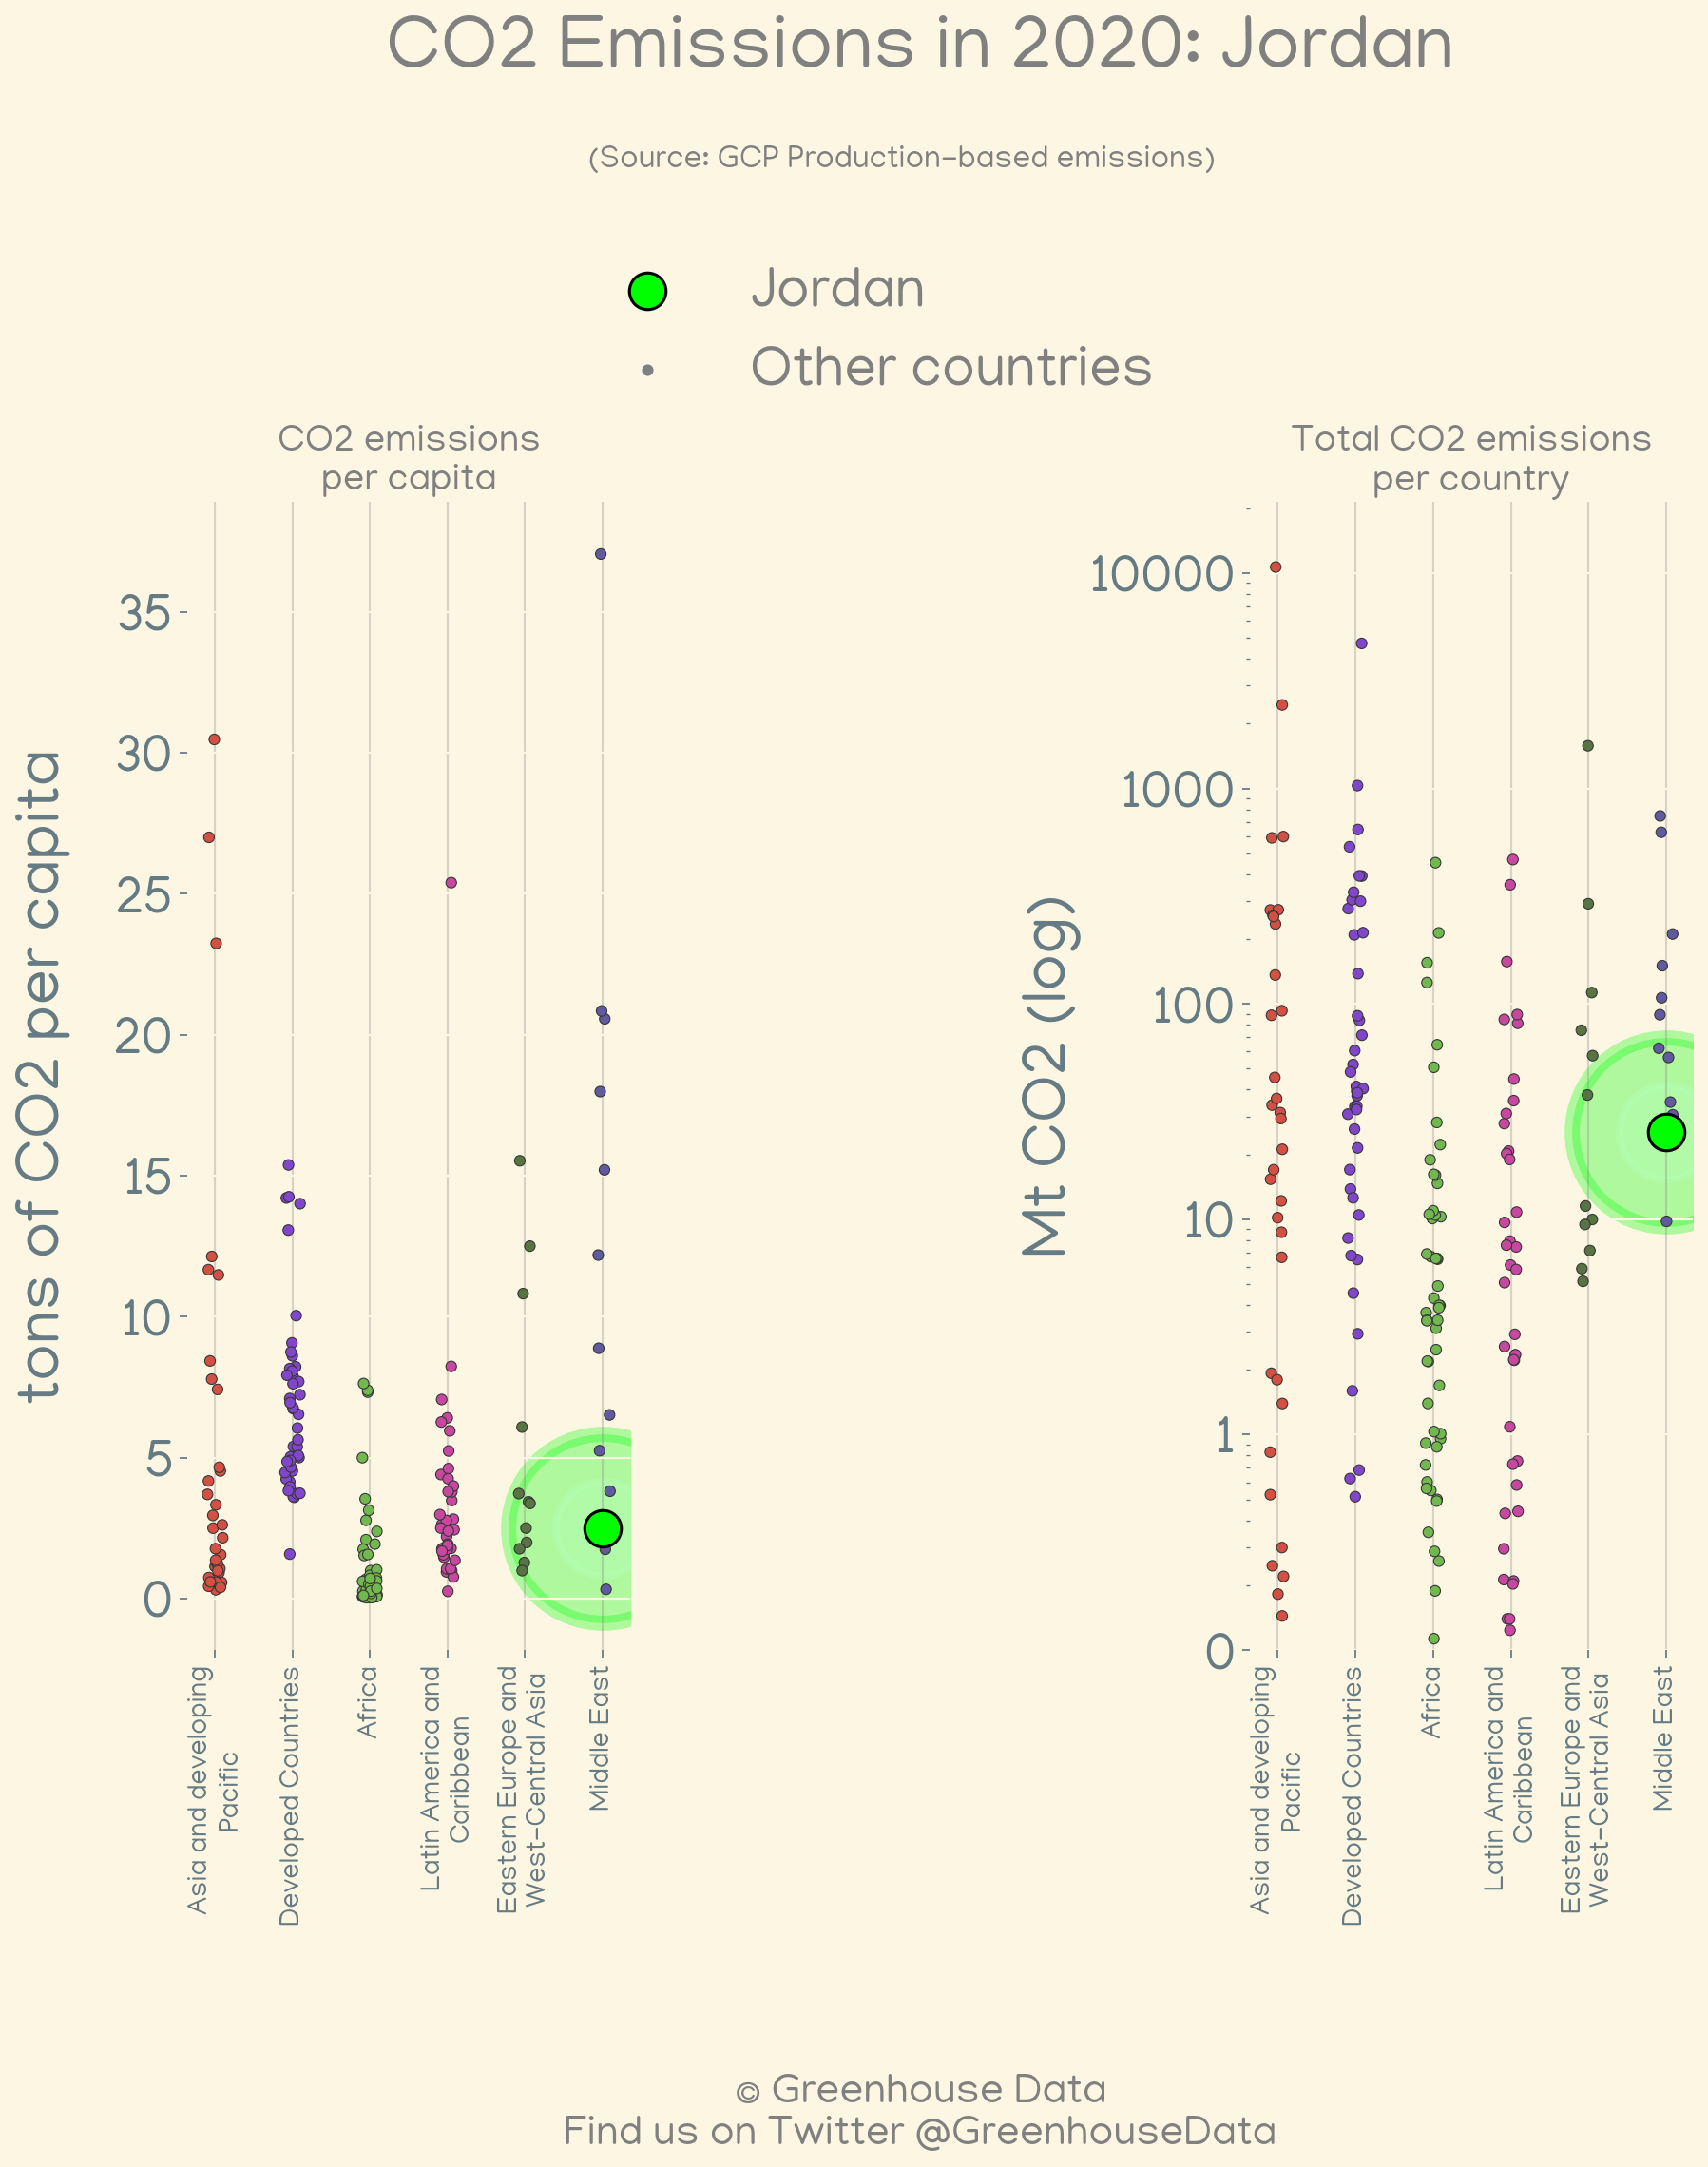 CO2 Emissions in 2020: Jordan
(Source: GCP Production-based emissions)
Jordan
Other countries
CO2 emissions
per capita
tons of CO2 per capita
35
30
25
20
15
10
5
0
Asia and developing
Pacific
Developed Countries
Africa
Latin America and
Caribbean
Eastern Europe and
West-Central Asia
Middle East
Total CO2 emissions
per country
Mt CO2 (log)
10000
1000
100
10
1
0
Asia and developing
Pacific
Developed Countries
Africa
Latin America and
Caribbean
Eastern Europe and
West-Central Asia
Middle East
© Greenhouse Data
Find us on Twitter @GreenhouseData